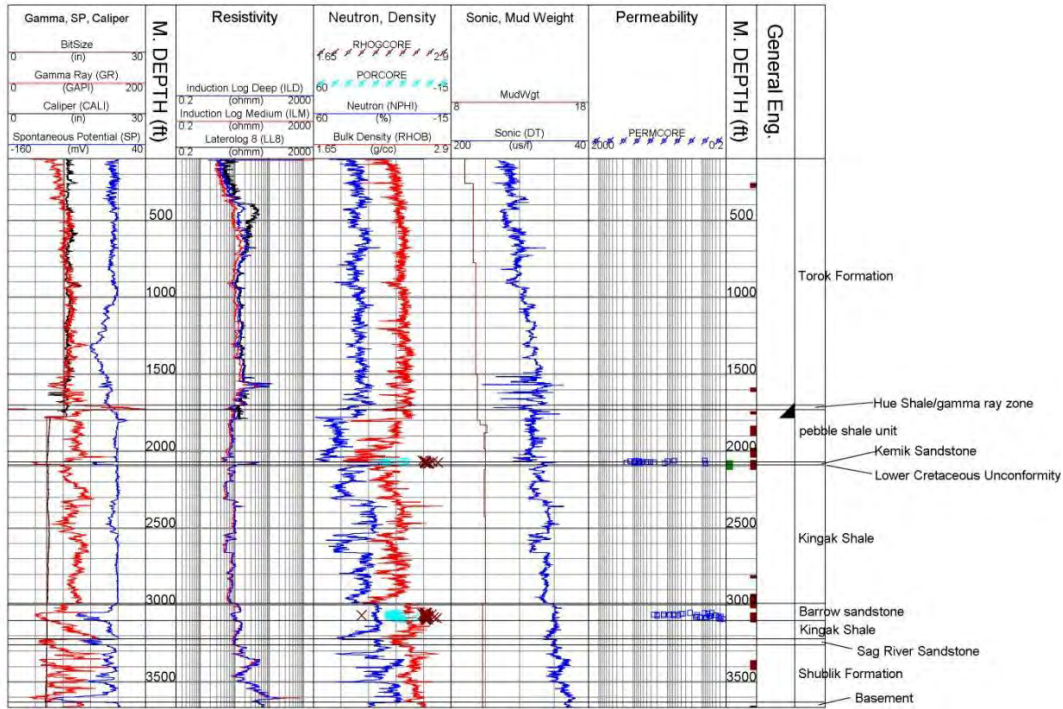 Gamma, SP, Caliper
BitSize
0 (in) 30
Gamma Ray (GR)
0 (GAPI) 200
Caliper (CALI)
0 (in) 30
Spontaneous Potential (SP)
-160 (mV) 40
M. DEPTH (ft)
Resistivity
Induction Log Deep (ILD)
0.2 (ohmm) 2000
Induction Log Medium (ILM)
0.2 (ohmm) 2000
Laterolog 8 (LL8)
0.2 (ohmm) 2000
Neutron, Density
RHOGCORE
1.65 2.9
PORCORE
60 -15
Neutron (NPHI)
60 (%) -15
Bulk Density (RHOB)
1.65 (g/cc) 2.9
Sonic, Mud Weight
MudWgt
8 18
Sonic (DT)
200 (us/f) 40
Permeability
PERMCORE
2000 0.2
M. DEPTH (ft)
General Eng.
500
1000
1500
2000
2500
3000
3500
500
1000
1500
2000
2500
3000
3500
Torok Formation
Hue Shale/gamma ray zone
pebble shale unit
Kemik Sandstone
Lower Cretaceous Unconformity
Kingak Shale
Barrow sandstone
Kingak Shale
Sag River Sandstone
Shublik Formation
Basement